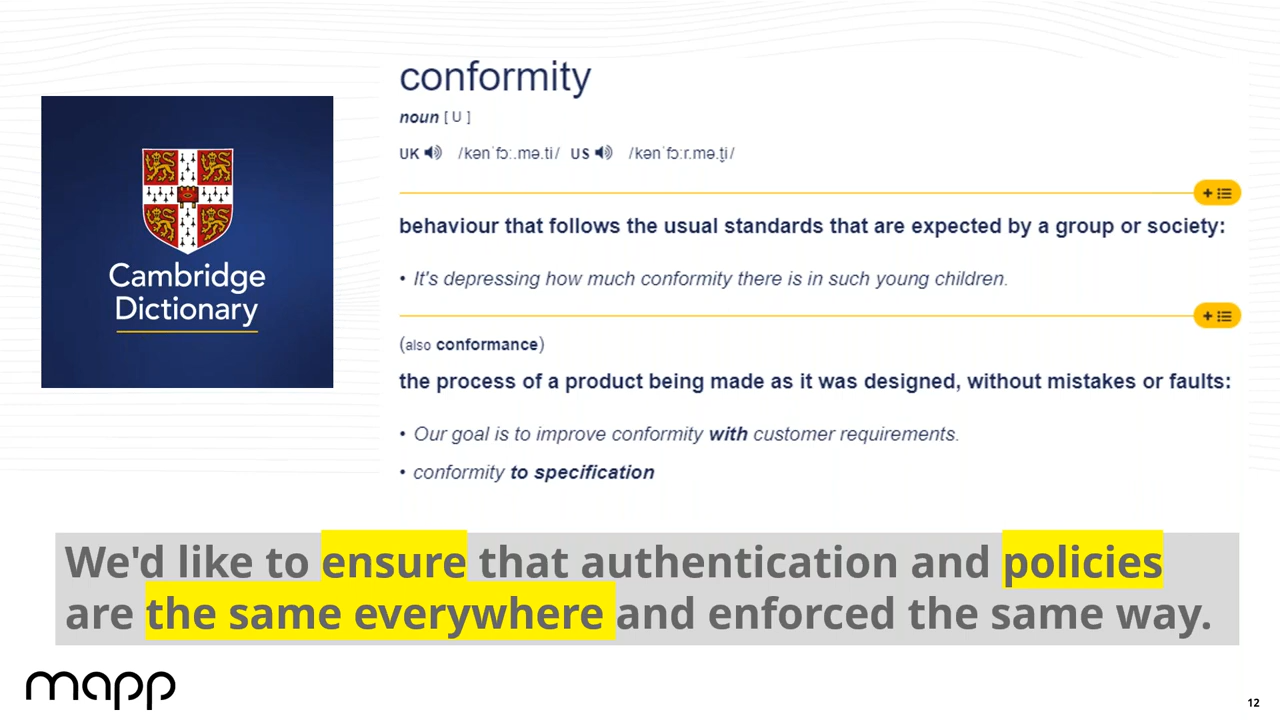 conformity
noun [ U ]
UK /kənˈfɔː.mə.ti/ US /kənˈfɔːr.mə.t̬i/
behaviour that follows the usual standards that are expected by a group or society:
• It's depressing how much conformity there is in such young children.
Cambridge
Dictionary
(also conformance)
the process of a product being made as it was designed, without mistakes or faults:
• Our goal is to improve conformity with customer requirements.
• conformity to specification
We'd like to ensure that authentication and policies
are the same everywhere and enforced the same way.
mapp
12